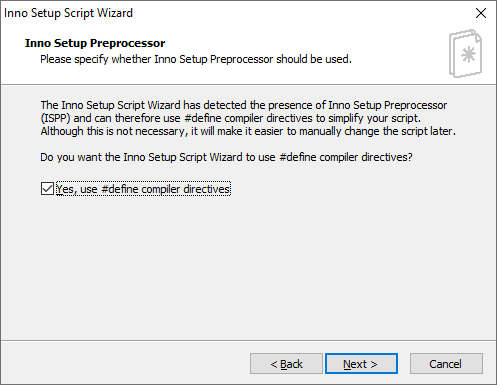 Inno Setup Script Wizard
Inno Setup Preprocessor
Please specify whether Inno Setup Preprocessor should be used.
The Inno Setup Script Wizard has detected the presence of Inno Setup Preprocessor
(ISPP) and can therefore use #define compiler directives to simplify your script.
Although this is not necessary, it will make it easier to manually change the script later.
Do you want the Inno Setup Script Wizard to use #define compiler directives?
Yes, use #define compiler directives
< Back Next > Cancel